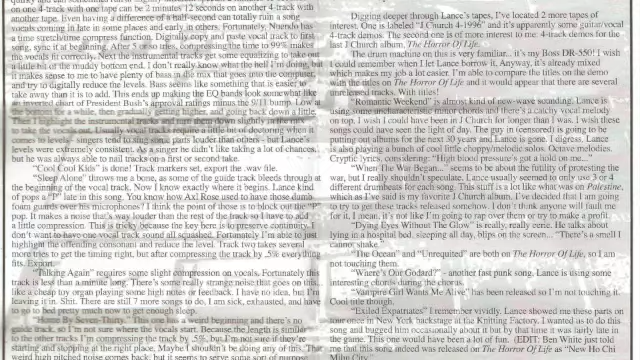 one 4-track with one tape can be 2 minutes 12 seconds on another 4-track with
another tape. Even having a difference of a half-second can totally ruin a song
vocals coming in late in some places and early in others. Fortunately, Nuendo has
a time stretch/time compress function. Digitally copy and paste vocal track to first
song, sync it at beginning. After 5 or so tries, compressing the time to 99% makes
me vocals fit correctly. Next the instrumental tracks get some equalizing to take out
a little of the muddy bottom end. I don't really know what the hell I'm doing, but
it makes sense to me to have plenty of bass in the mix that goes into the computer,
and try to digitally reduce the levels. Bass seems like something that is easier to
take away than it is to add. This ends up making the EQ bands look somewhat like
an inverted chart of President Bush's approval ratings minus the 9/11 bump. Low at
the bottom for a while, then gradually getting higher, and going back down a little.
Then I highlight the instrumental tracks and turn them down slightly in the mix
to take the vocals out. Usually vocal tracks require a little bit of doctoring when it
comes to levels- singers tend to sing some parts louder than others - but Lance's
levels were extremely consistent. As a singer he didn't like taking a lot of chances,
but he was always able to nail tracks on a first or second take.
"Cool Cool Kids" is done! Track markers set, export the .wav file.
"Sleep Alone" throws me a bone, as some of the guide track bleeds through at
the beginning of the vocal track. Now I know exactly where it begins. Lance kind
of pops a "P" late in this song. You know how Axl Rose used to have those dumb
foam guards over his microphones? I think the point of those is to block out the "p"
pop. It makes a noise that's way louder than the rest of the track so I have to add
a little compression. This is tricky because the key here is to preserve continuity. I
don't want to have one vocal track sound all squashed. Fortunately I'm able to just
highlight the offending consonant and reduce the level. Track two takes several
more tries to get the timing right, but after compressing the track by .5% everything
fits. Export.
"Talking Again" requires some slight compression on vocals. Fortunately this
track is less than a minute long. There's some really strange noise that goes on this,
like a cheap toy organ playing some high notes or feedback. I have no idea, but I'm
leaving it in. Shit. There are still 7 more songs to do, I am sick, exhausted, and have
to go to bed pretty much now to get enough sleep.
"Home By Seven-Thirty." This one has a weird beginning and there's no
guide track, so I'm not sure where the vocals start. Because the length is similar
to the other tracks I'm compressing the track by .5%, but I'm not sure if they're
starting and stopping at the right place. Maybe I shouldn't be doing any of this. That
weird high pitched noise comes back, but it seems to serve some sort of purpose.
Digging deeper through Lance's tapes, I've located 2 more tapes of
interest. One is labeled "J Church 4-1996" and it's apparently some guitar/vocal
4-track demos. The second one is of more interest to me: 4-track demos for the
last J Church album, The Horror Of Life.
The drum machine on this is very familiar... it's my Boss DR-550! I wish
I could remember when I let Lance borrow it. Anyway, it's already mixed
which makes my job a lot easier. I'm able to compare the titles on the demo
with the titles on The Horror Of Life and it would appear that there are several
unreleased tracks. With titles!
"Romantic Weekend" is almost kind of new-wave sounding. Lance is
using some uncharacteristic minor chords and there's a catchy vocal melody
on top. I wish I could have been in J Church for longer than I was. I wish these
songs could have seen the light of day. The guy in (censored) is going to be
putting out albums for the next 30 years and Lance is gone. I digress. Lance
is also playing a bunch of cool little choppy/melodic solos. Octave melodies.
Cryptic lyrics, considering: "High blood pressure's got a hold on me..."
"When The War Began..." seems to be about the futility of protesting the
war, but I really shouldn't speculate. Lance usually seemed to only use 3 or 4
different drumbeats for each song. This stuff is a lot like what was on Palestine,
which as I've said is my favorite J Church album. I've decided that I am going
to try to get these tracks released somehow. I don't think anyone will fault me
for it, I mean, it's not like I'm going to rap over them or try to make a profit.
"Dying Eyes Without The Glow" is really, really eerie. He talks about
lying in a hospital bed, sleeping all day, blips on the screen... "There's a smell I
cannot shake."
"The Ocean" and "Unrequited" are both on The Horror Of Life, so I am
not touching them.
"Where's Our Godard?" – another fast punk song. Lance is using some
interesting chords during the chorus.
"Vampire Girl Wants Me Alive" has been released so I'm not touching it.
Cool title though.
"Exiled Expatriates" I remember vividly. Lance showed me these parts on
tour once in New York backstage at the Knitting Factory. I wanted us to do that
song and bugged him occasionally about it but by that time it was fairly late in the
game. This one would have been a lot of fun. (EDIT: Ben White just told
me that this song indeed was released on The Horror Of Life as "New Ho Chi
Minh City."